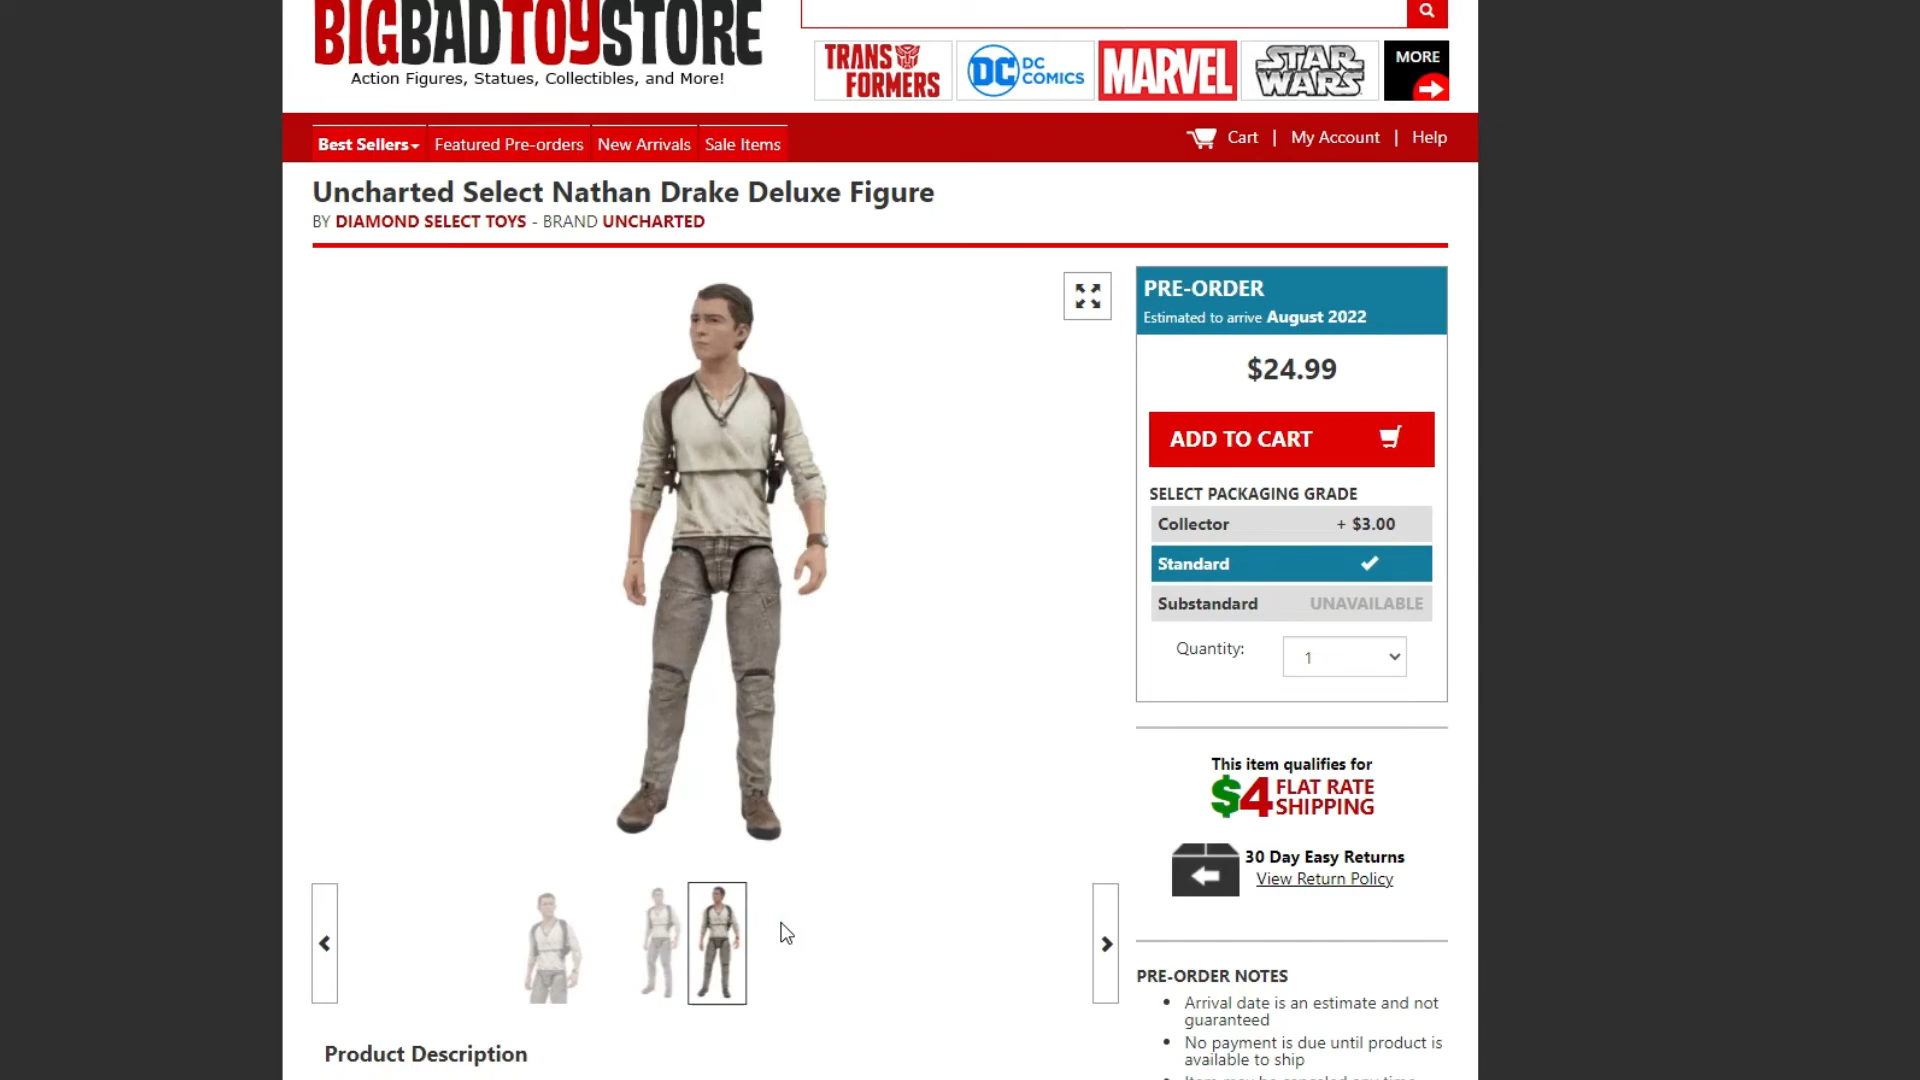 BIGBADTOYSTORE
Action Figures, Statues, Collectibles, and More!
TRANSFORMERS
DC
DC COMICS
MARVEL
STAR WARS
MORE
Best Sellers
Featured Pre-orders
New Arrivals
Sale Items
Cart | My Account | Help
Uncharted Select Nathan Drake Deluxe Figure
BY DIAMOND SELECT TOYS - BRAND UNCHARTED
PRE-ORDER
Estimated to arrive August 2022
$24.99
ADD TO CART
SELECT PACKAGING GRADE
Collector + $3.00
Standard
Substandard UNAVAILABLE
Quantity: 1
This item qualifies for
$4 FLAT RATE SHIPPING
30 Day Easy Returns
View Return Policy
PRE-ORDER NOTES
• Arrival date is an estimate and not
guaranteed
• No payment is due until product is
available to ship
Product Description